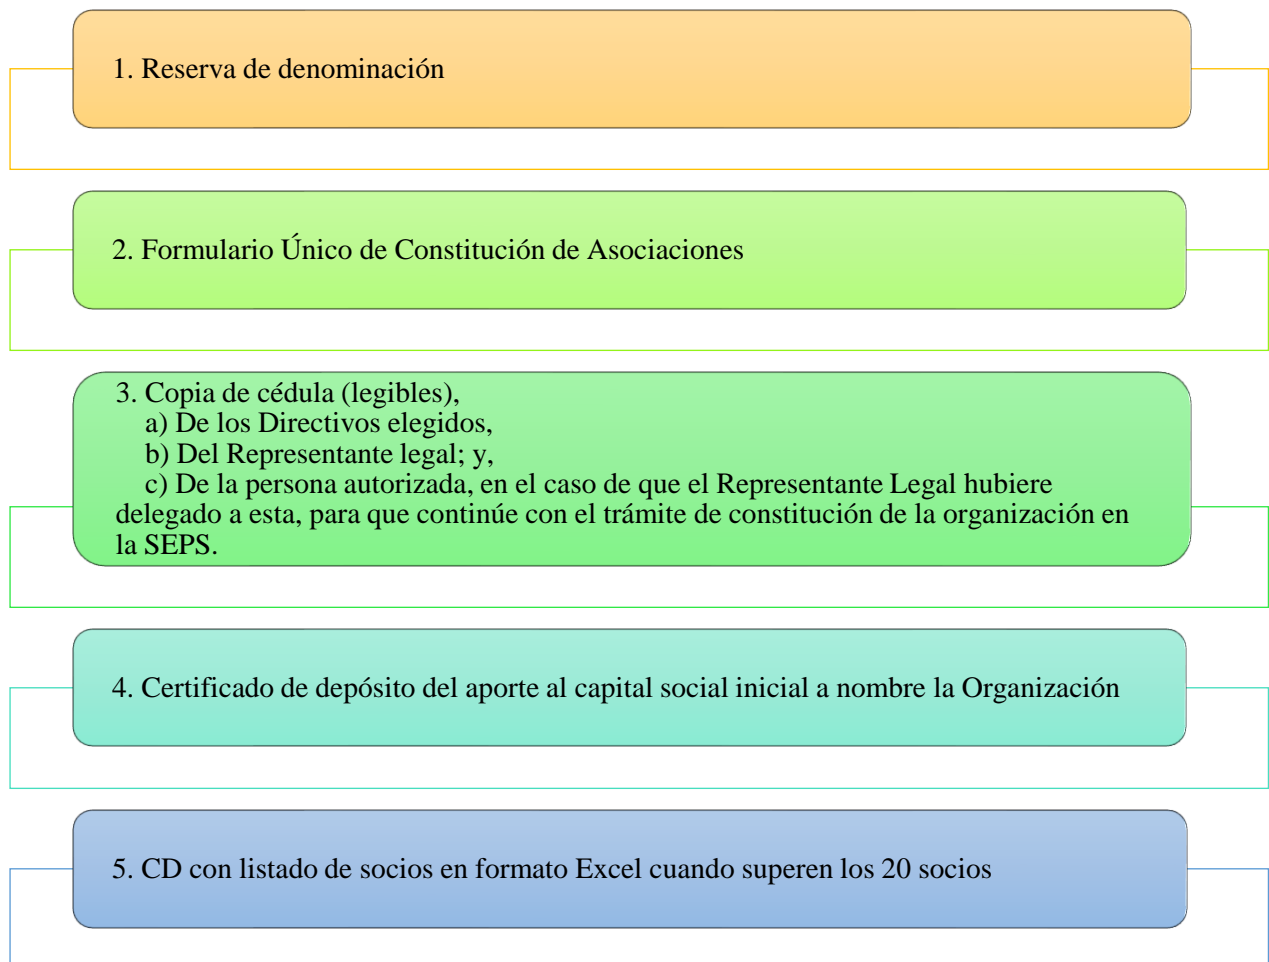 1. Reserva de denominación
2. Formulario Único de Constitución de Asociaciones
3. Copia de cédula (legibles),
a) De los Directivos elegidos,
b) Del Representante legal; y,
c) De la persona autorizada, en el caso de que el Representante Legal hubiere
delegado a esta, para que continúe con el trámite de constitución de la organización en
la SEPS.
4. Certificado de depósito del aporte al capital social inicial a nombre la Organización
5. CD con listado de socios en formato Excel cuando superen los 20 socios